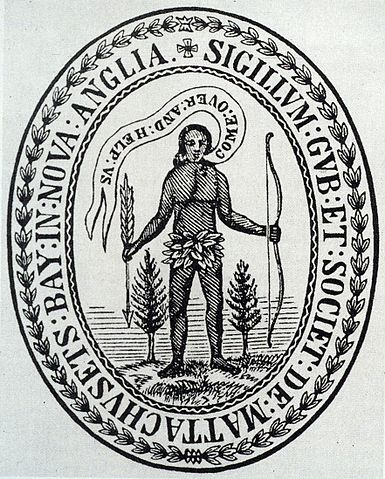 SIGILLVM : GVB : ET : SOCIET : DE : MATTACHVSETS : BAY : IN : NOVA : ANGLIA .
COME · OVER · AND · HELP · VS